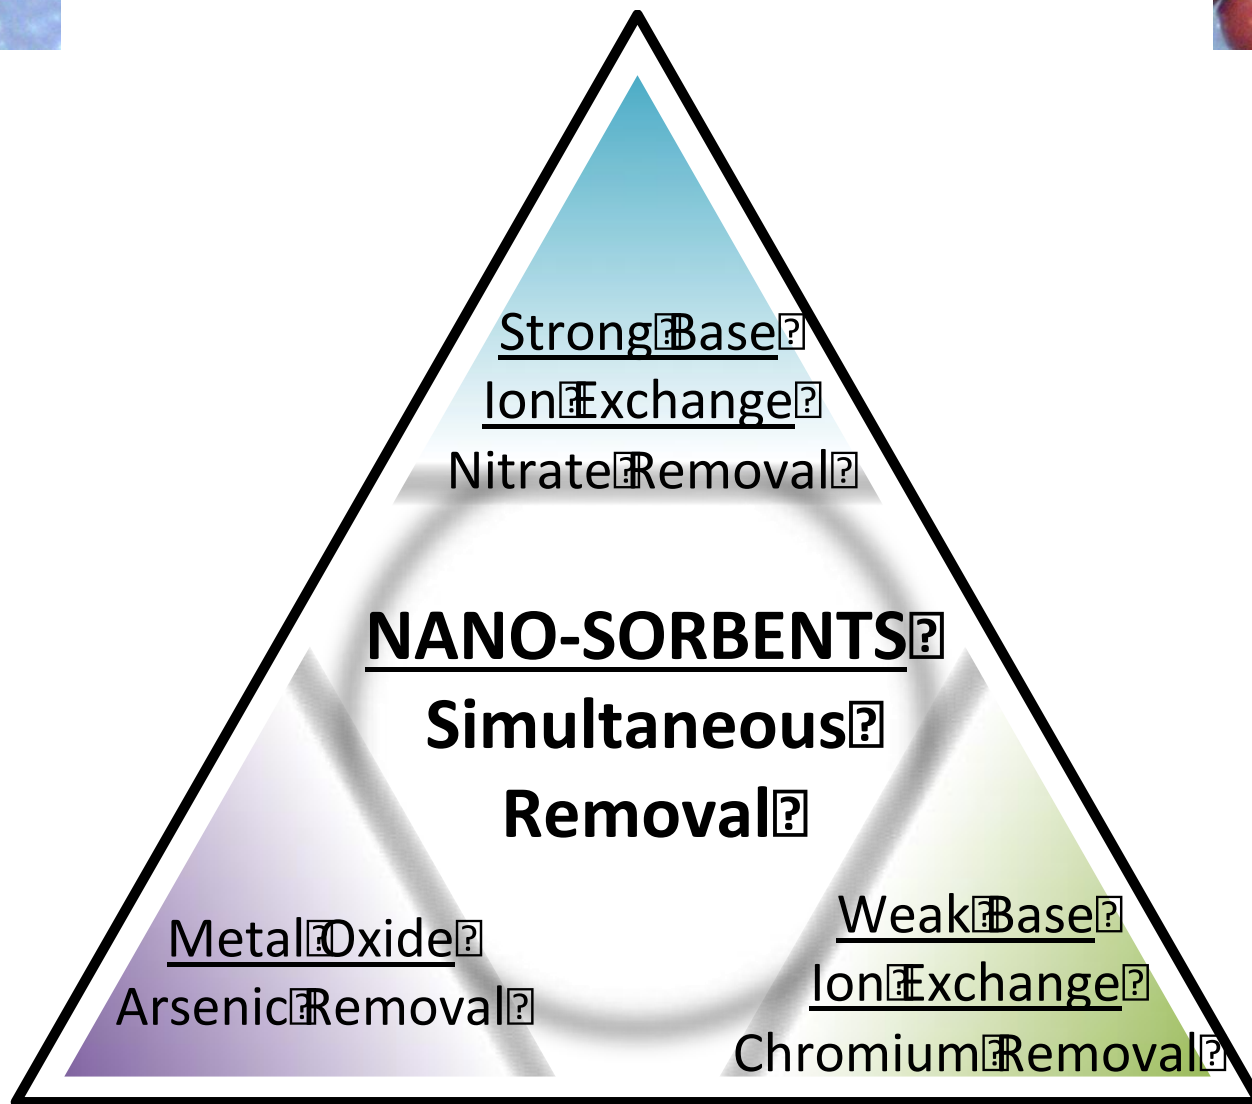 Strong Base
Ion Exchange
Nitrate Removal
NANO-SORBENTS
Simultaneous
Removal
Metal Oxide
Arsenic Removal
Weak Base
Ion Exchange
Chromium Removal